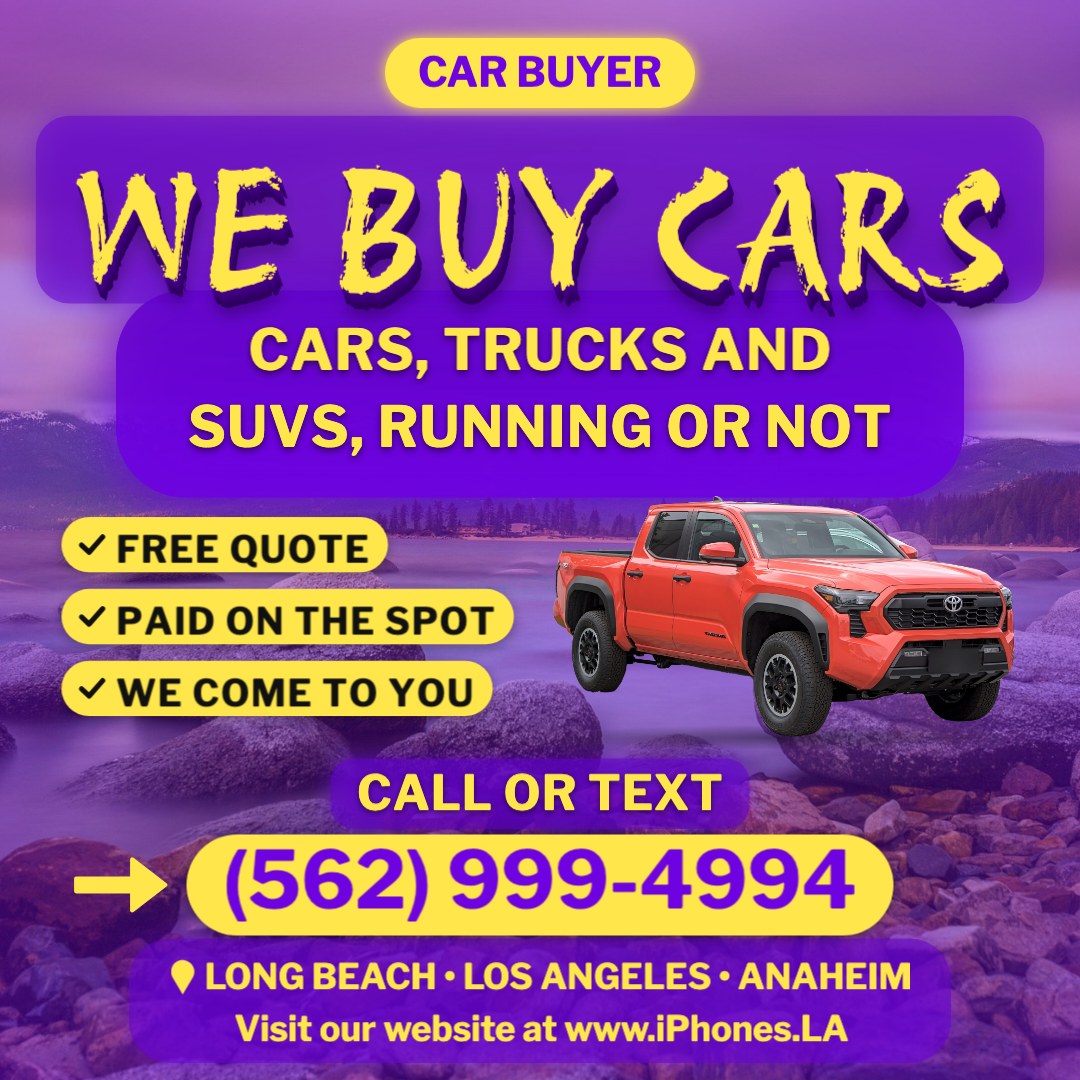 CAR BUYER
WE BUY CARS
CARS, TRUCKS AND
SUVS, RUNNING OR NOT
FREE QUOTE
PAID ON THE SPOT
WE COME TO YOU
CALL OR TEXT
(562) 999-4994
LONG BEACH • LOS ANGELES • ANAHEIM
Visit our website at www.iPhones.LA